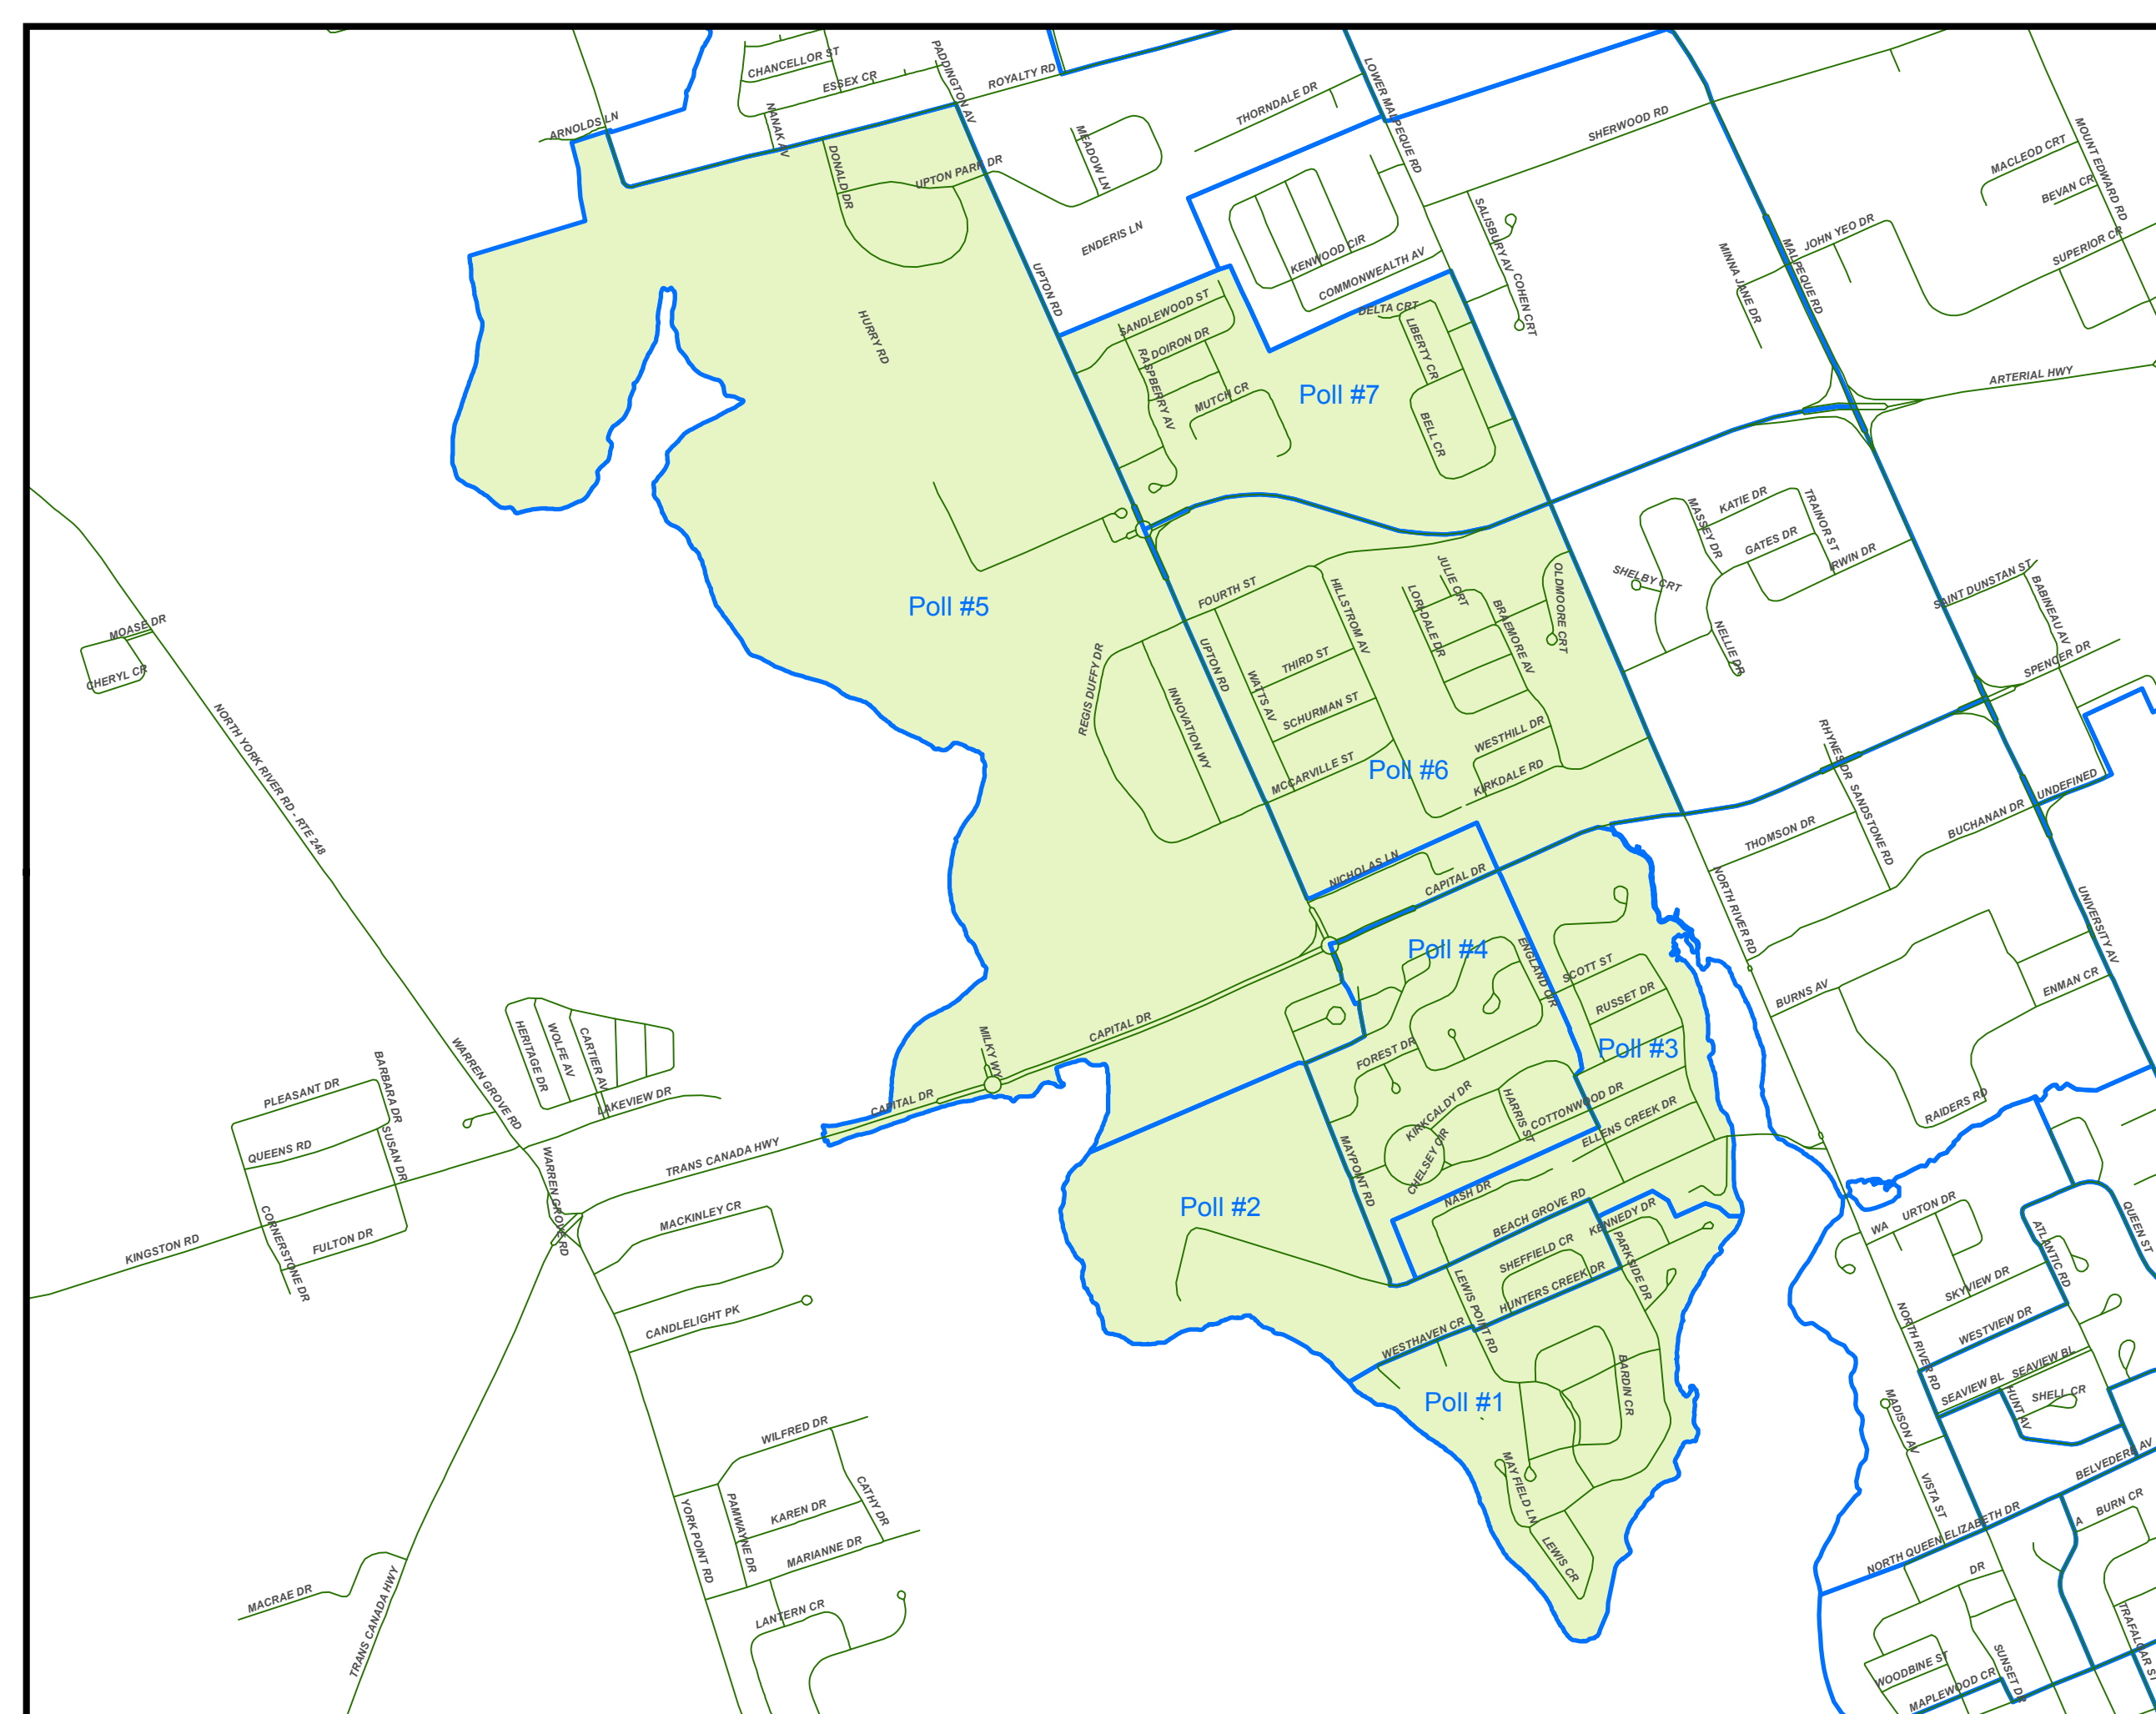 CHANCELLOR ST
PADDINGTON AV
ESSEX CR
ROYALTY RD
NANAK AV
ARNOLDS LN
DONALD DR
UPTON PARK DR
MEADOW LN
THORNDALE DR
LOWER MALPEQUE RD
SHERWOOD RD
MOUNT EDWARD RD
MACLEOD CRT
BEVAN CR
SUPERIOR CR
JOHN YEO DR
MALPEQUE RD
MINNA JANE DR
ARTERIAL HWY
SALISBURY AV
COHEN CRT
ENDERIS LN
KENWOOD CIR
COMMONWEALTH AV
UPTON RD
HURRY RD
SANDLEWOOD ST
DOIRON DR
RASPBERRY AV
MUTCH CR
DELTA CRT
LIBERTY CR
BELL CR
Poll #7
Poll #5
MASSEY DR
KATIE DR
TRAINOR ST
GATES DR
IRWIN DR
SHELBY CRT
NELLIE DR
SAINT DUNSTAN ST
BABINEAU AV
SPENCER DR
FOURTH ST
HILLSTROM AV
JULIE CRT
LORDALE DR
BRAEMORE AV
OLDMOORE CRT
REGIS DUFFY DR
INNOVATION WY
UPTON RD
WATTS AV
THIRD ST
SCHURMAN ST
MCCARVILLE ST
WESTHILL DR
KIRKDALE RD
Poll #6
MOASE DR
CHERYL CR
NORTH YORK RIVER RD - RTE 248
RHYNES DR
SANDSTONE RD
THOMSON DR
BUCHANAN DR
UNDEFINED
NICHOLAS LN
CAPITAL DR
NORTH RIVER RD
UNIVERSITY AV
Poll #4
ENGLAND CIR
SCOTT ST
RUSSET DR
Poll #3
BURNS AV
ENMAN CR
RAIDERS RD
MILKY WY
CAPITAL DR
CAPITAL DR
FOREST DR
KIRKCALDY DR
HARRIS ST
COTTONWOOD DR
ELLENS CREEK DR
CHELSEY CIR
MAYPOINT RD
NASH DR
BEACH GROVE RD
KENNEDY DR
PARKSIDE DR
SHEFFIELD CR
HUNTERS CREEK DR
LEWIS POINT RD
WESTHAVEN CR
Poll #2
Poll #1
BARDIN CR
MAYFIELD LN
LEWIS CR
HERITAGE DR
WOLFE AV
CARTIER AV
LAKEVIEW DR
WARREN GROVE RD
WARREN GROVE RD
TRANS CANADA HWY
PLEASANT DR
BARBARA DR
QUEENS RD
SUSAN DR
KINGSTON RD
CORNERSTONE DR
FULTON DR
MACKINLEY CR
CANDLELIGHT PK
WILFRED DR
YORK POINT RD
PAMWAYNE DR
KAREN DR
CATHY DR
MARIANNE DR
LANTERN CR
MACRAE DR
TRANS CANADA HWY
WA
URTON DR
ATLANTIC RD
QUEEN ST
SKYVIEW DR
NORTH RIVER RD
WESTVIEW DR
SEAVIEW BL
SEAVIEW BL
HUNT AV
SHELL CR
MADISON AV
VISTA ST
BELVEDERE AV
NORTH QUEEN ELIZABETH DR
A
BURN CR
DR
TRAFALGAR ST
WOODBINE ST
MAPLEWOOD CR
SUNSET DR